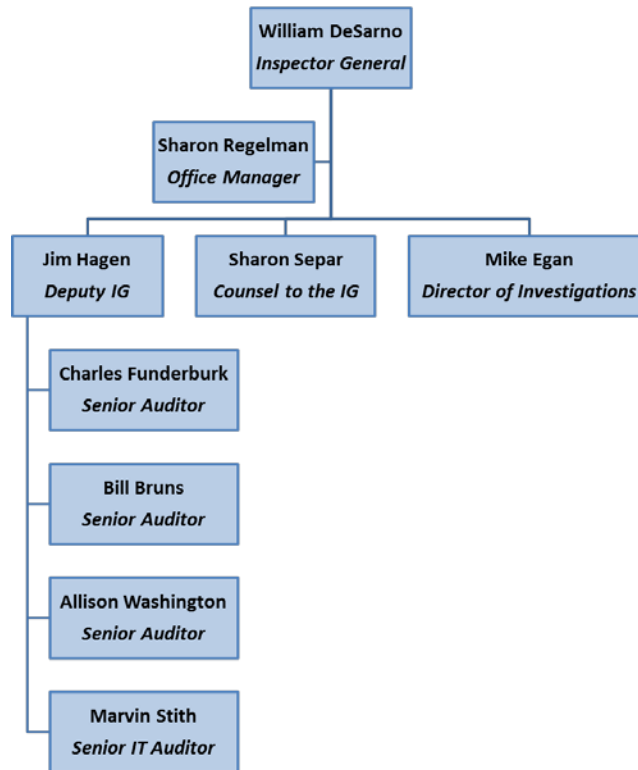 William DeSarno
Inspector General
Sharon Regelman
Office Manager
Jim Hagen
Deputy IG
Sharon Separ
Counsel to the IG
Mike Egan
Director of Investigations
Charles Funderburk
Senior Auditor
Bill Bruns
Senior Auditor
Allison Washington
Senior Auditor
Marvin Stith
Senior IT Auditor